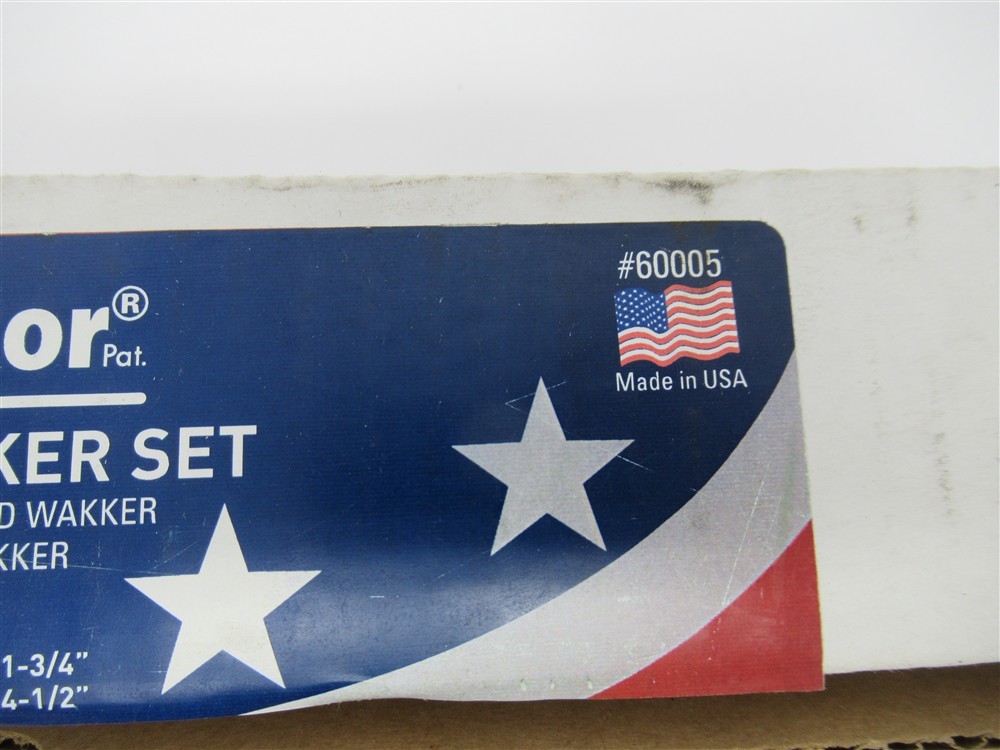 #60005
Made in USA
or®
Pat.
KER SET
D WAKKER
KKER
1-3/4”
4-1/2”